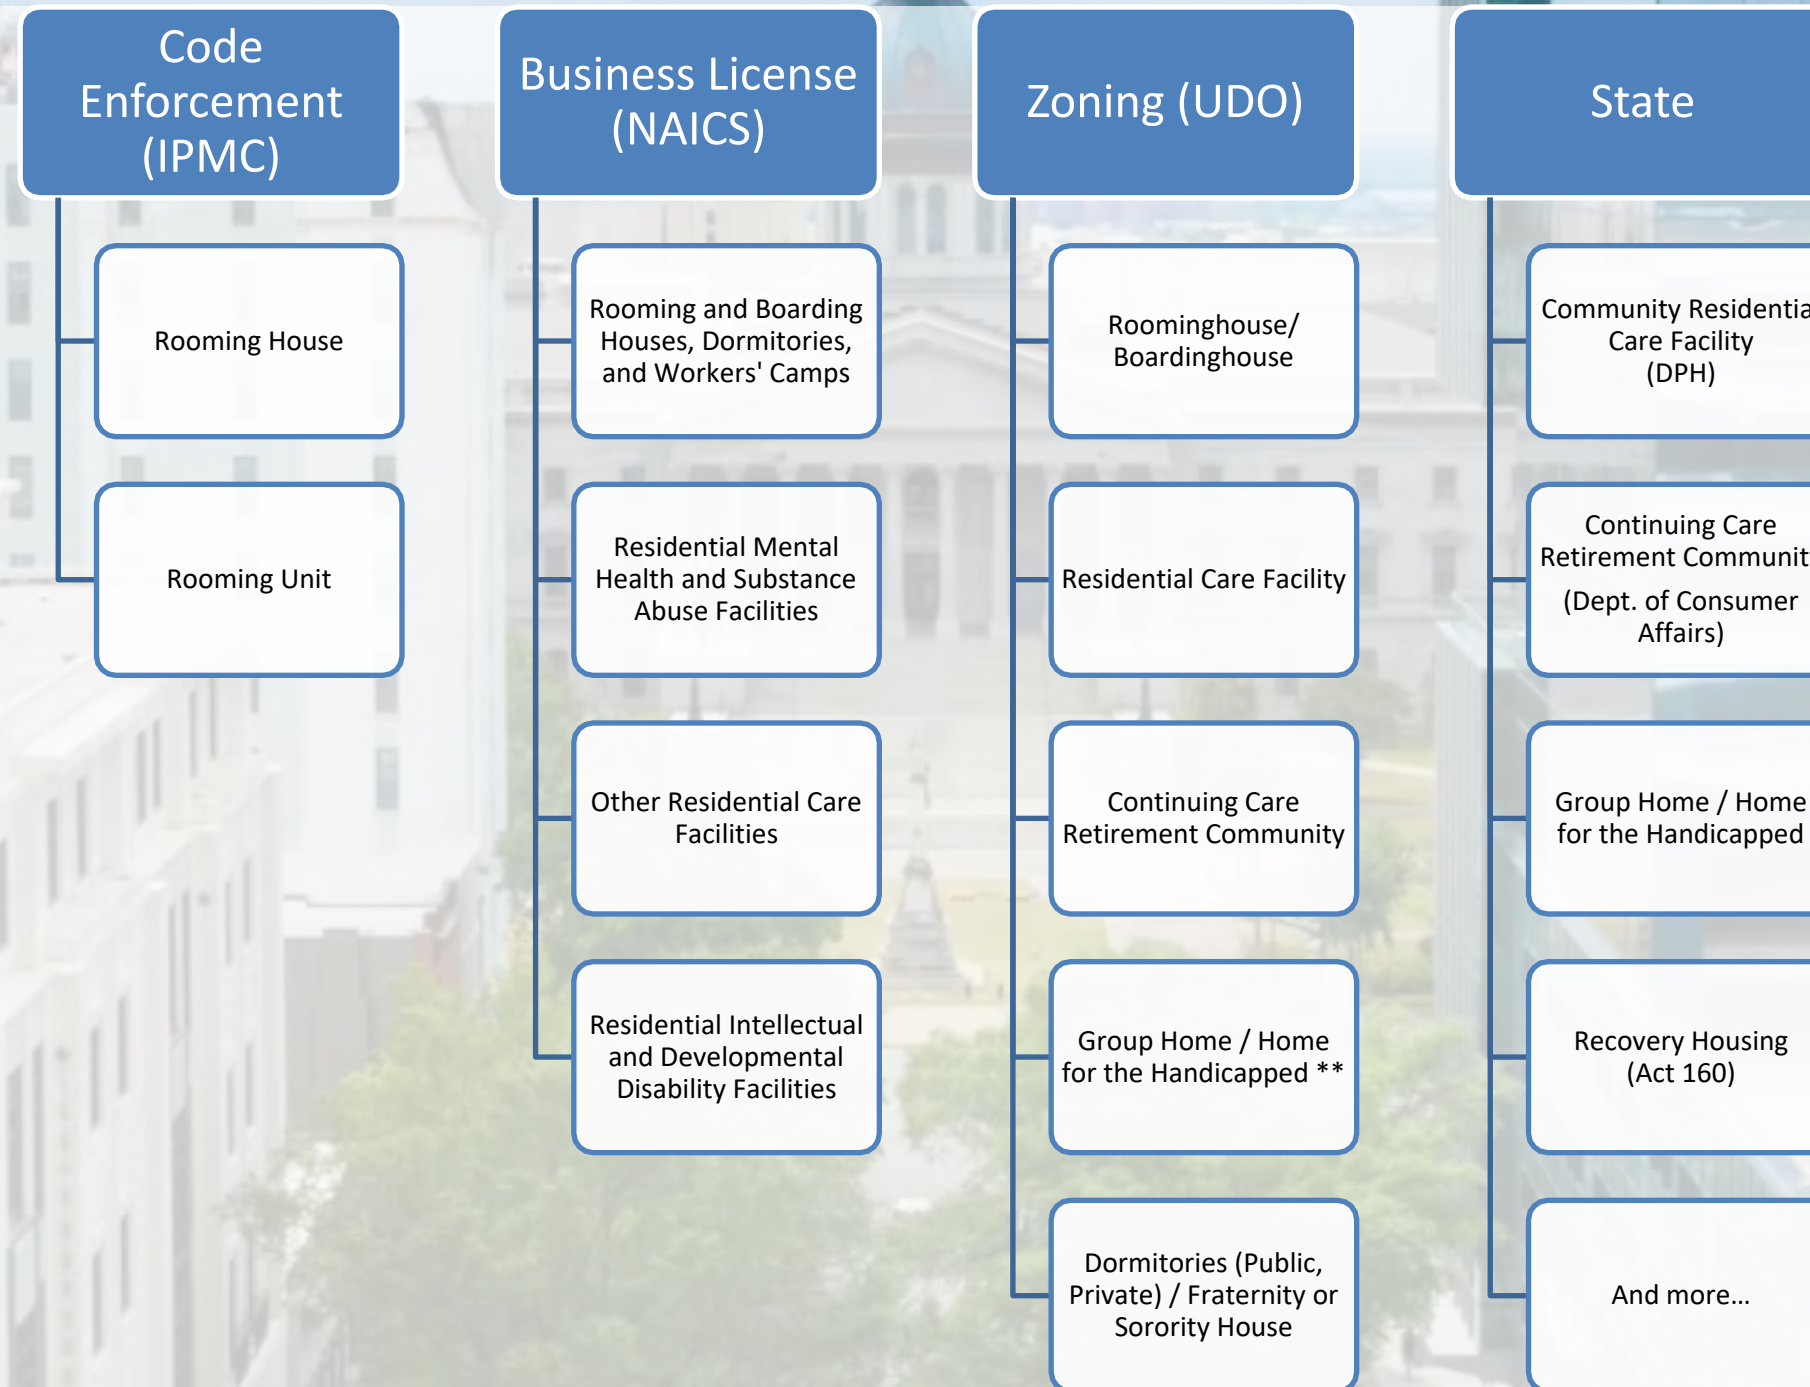 Code
Enforcement
(IPMC)
Rooming House
Rooming Unit
Business License
(NAICS)
Rooming and Boarding
Houses, Dormitories,
and Workers' Camps
Residential Mental
Health and Substance
Abuse Facilities
Other Residential Care
Facilities
Residential Intellectual
and Developmental
Disability Facilities
Zoning (UDO)
Roominghouse/
Boardinghouse
Residential Care Facility
Continuing Care
Retirement Community
Group Home / Home
for the Handicapped **
Dormitories (Public,
Private) / Fraternity or
Sorority House
State
Community Residentia
Care Facility
(DPH)
Continuing Care
Retirement Communit
(Dept. of Consumer
Affairs)
Group Home / Home
for the Handicapped
Recovery Housing
(Act 160)
And more…